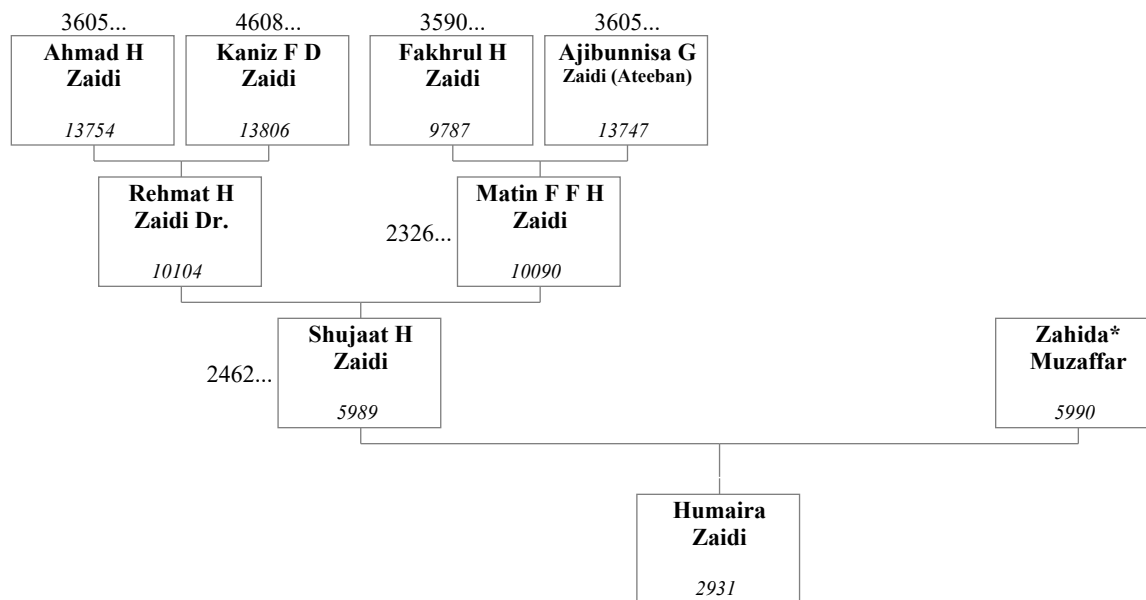 3605...
4608...
3590...
3605...
Ahmad H
Zaidi
13754
Kaniz F D
Zaidi
13806
Fakhrul H
Zaidi
9787
Ajibunnisa G
Zaidi (Ateeban)
13747
Rehmat H
Zaidi Dr.
10104
2326...
Matin F F H
Zaidi
10090
2462...
Shujaat H
Zaidi
5989
Zahida*
Muzaffar
5990
Humaira
Zaidi
2931